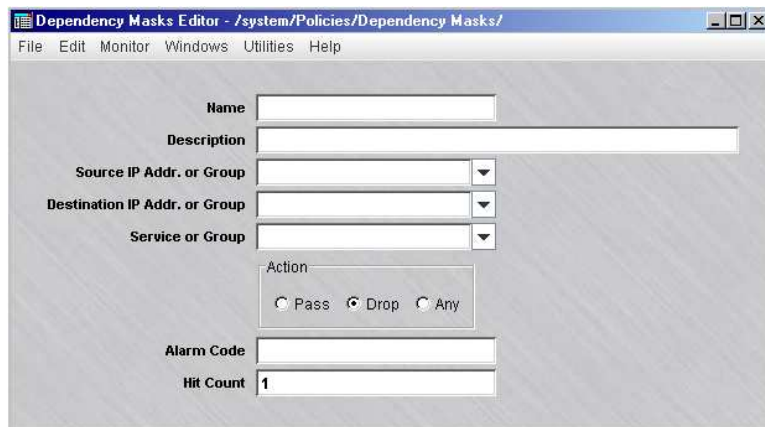 Dependency Masks Editor - /system/Policies/Dependency Masks/
File Edit Monitor Windows Utilities Help
Name
Description
Source IP Addr. or Group
Destination IP Addr. or Group
Service or Group
Action
Pass Drop Any
Alarm Code
Hit Count 1